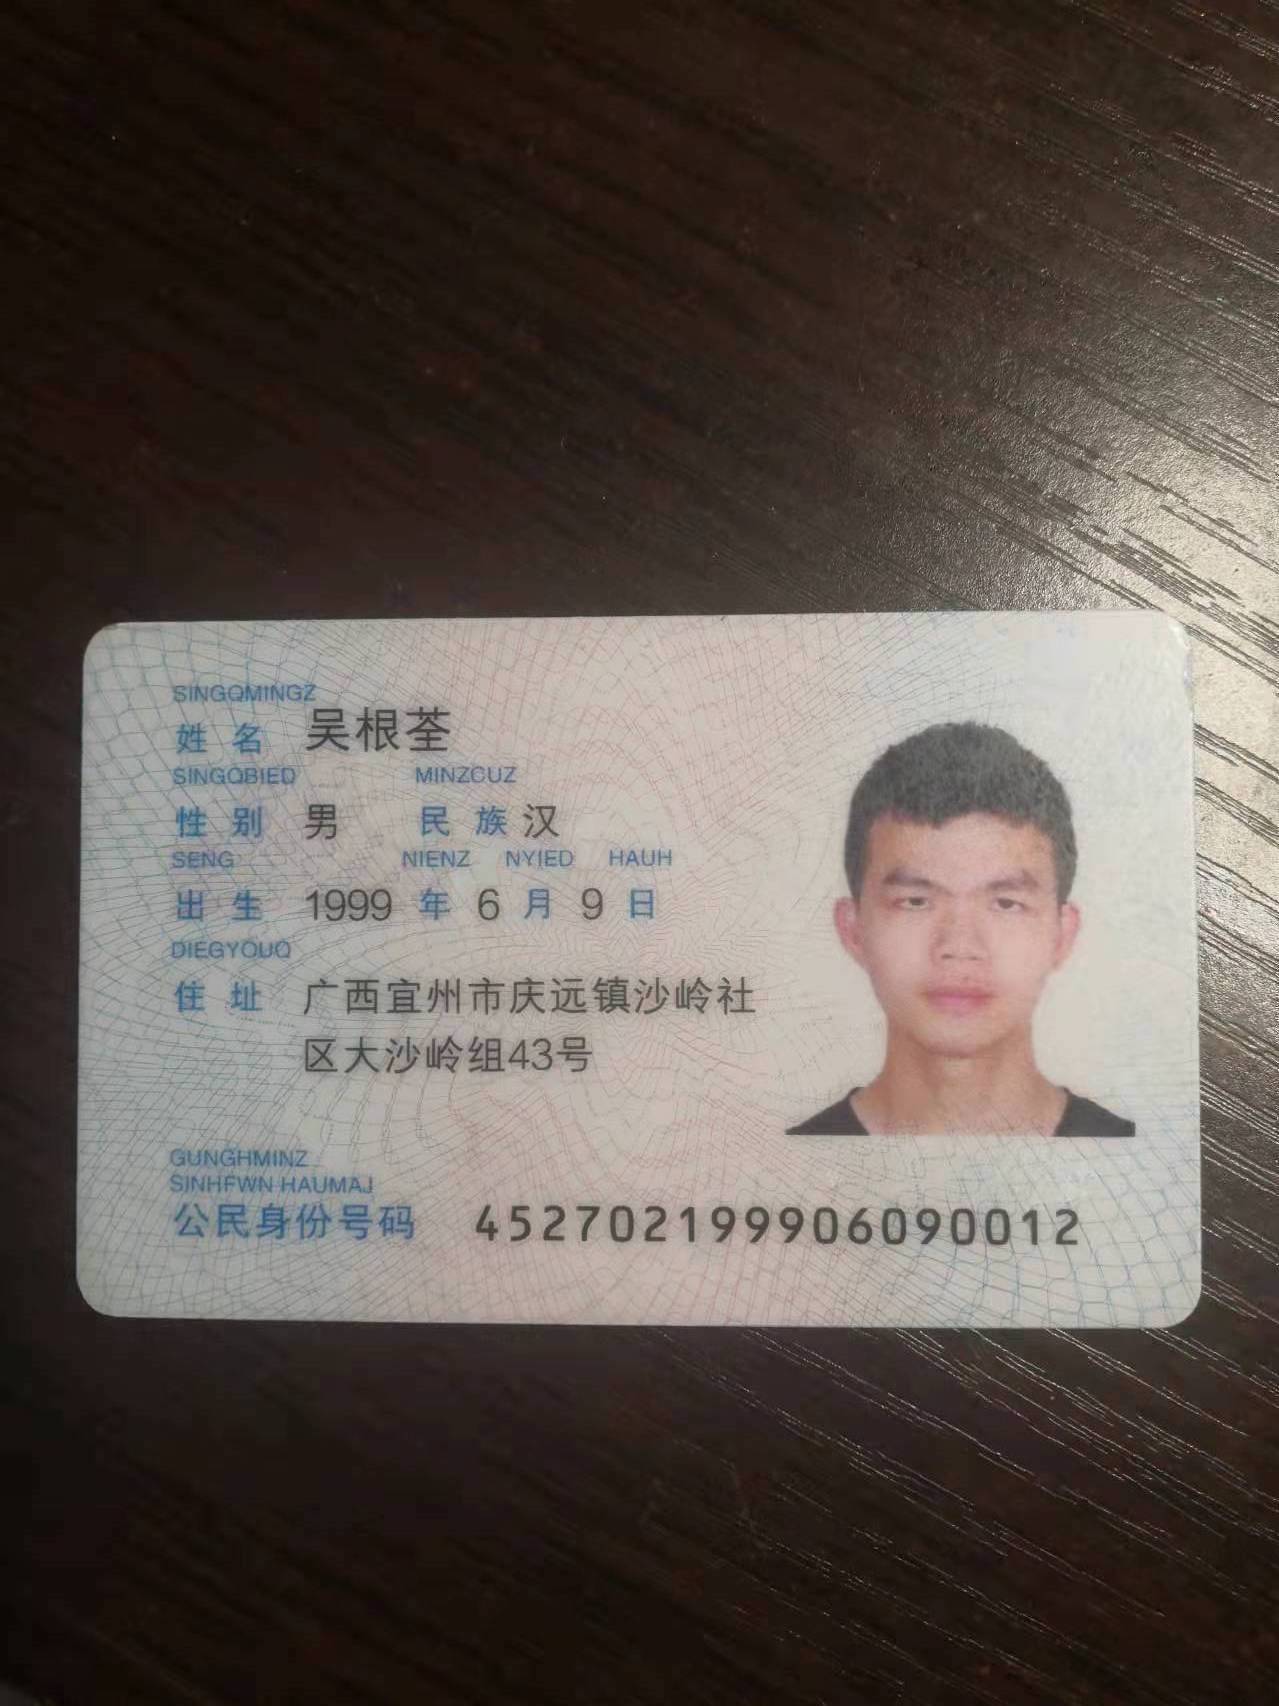 SINGQMINGZ
姓名 吴根荃
SINGQBIED MINZCUZ
性别 男 民族 汉
SENG NIENZ NYIED HAUH
出生 1999 年 6 月 9 日
DIEGYOUQ
住址 广西宜州市庆远镇沙岭社
区大沙岭组43号
GUNGHMINZ
SINHFWN HAUMAJ
公民身份号码 452702199906090012